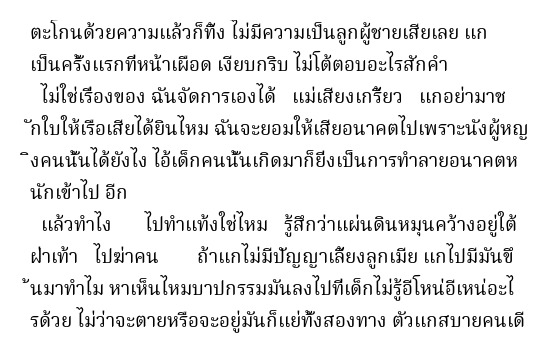 ตะโกนด้วยความแล้วก็ทิ้ง ไม่มีความเป็นลูกผู้ชายเสียเลย แก
เป็นครั้งแรกที่หน้าเผือด เงียบกริบ ไม่โต้ตอบอะไรสักคำ
ไม่ใช่เรื่องของ ฉันจัดการเองได้ แม่เสียงเกรี้ยว แกอย่ามาช
ักใบให้เรือเสียได้ยินไหม ฉันจะยอมให้เสียอนาคตไปเพราะนังผู้หญ
ิงคนนั้นได้ยังไง ไอ้เด็กคนนั้นเกิดมาก็ยิ่งเป็นการทำลายอนาคตห
นักเข้าไป อีก
แล้วทำไง ไปทำแท้งใช่ไหม รู้สึกว่าแผ่นดินหมุนคว้างอยู่ใต้
ฝาเท้า ไปฆ่าคน ถ้าแกไม่มีปัญญาเลี้ยงลูกเมีย แกไปมีมันขึ
้นมาทำไม หาเห็นไหมบาปกรรมมันลงไปที่เด็กไม่รู้อีโหน่อีเหน่อะไ
รด้วย ไม่ว่าจะตายหรือจะอยู่มันก็แย่ทั้งสองทาง ตัวแกสบายคนเดี